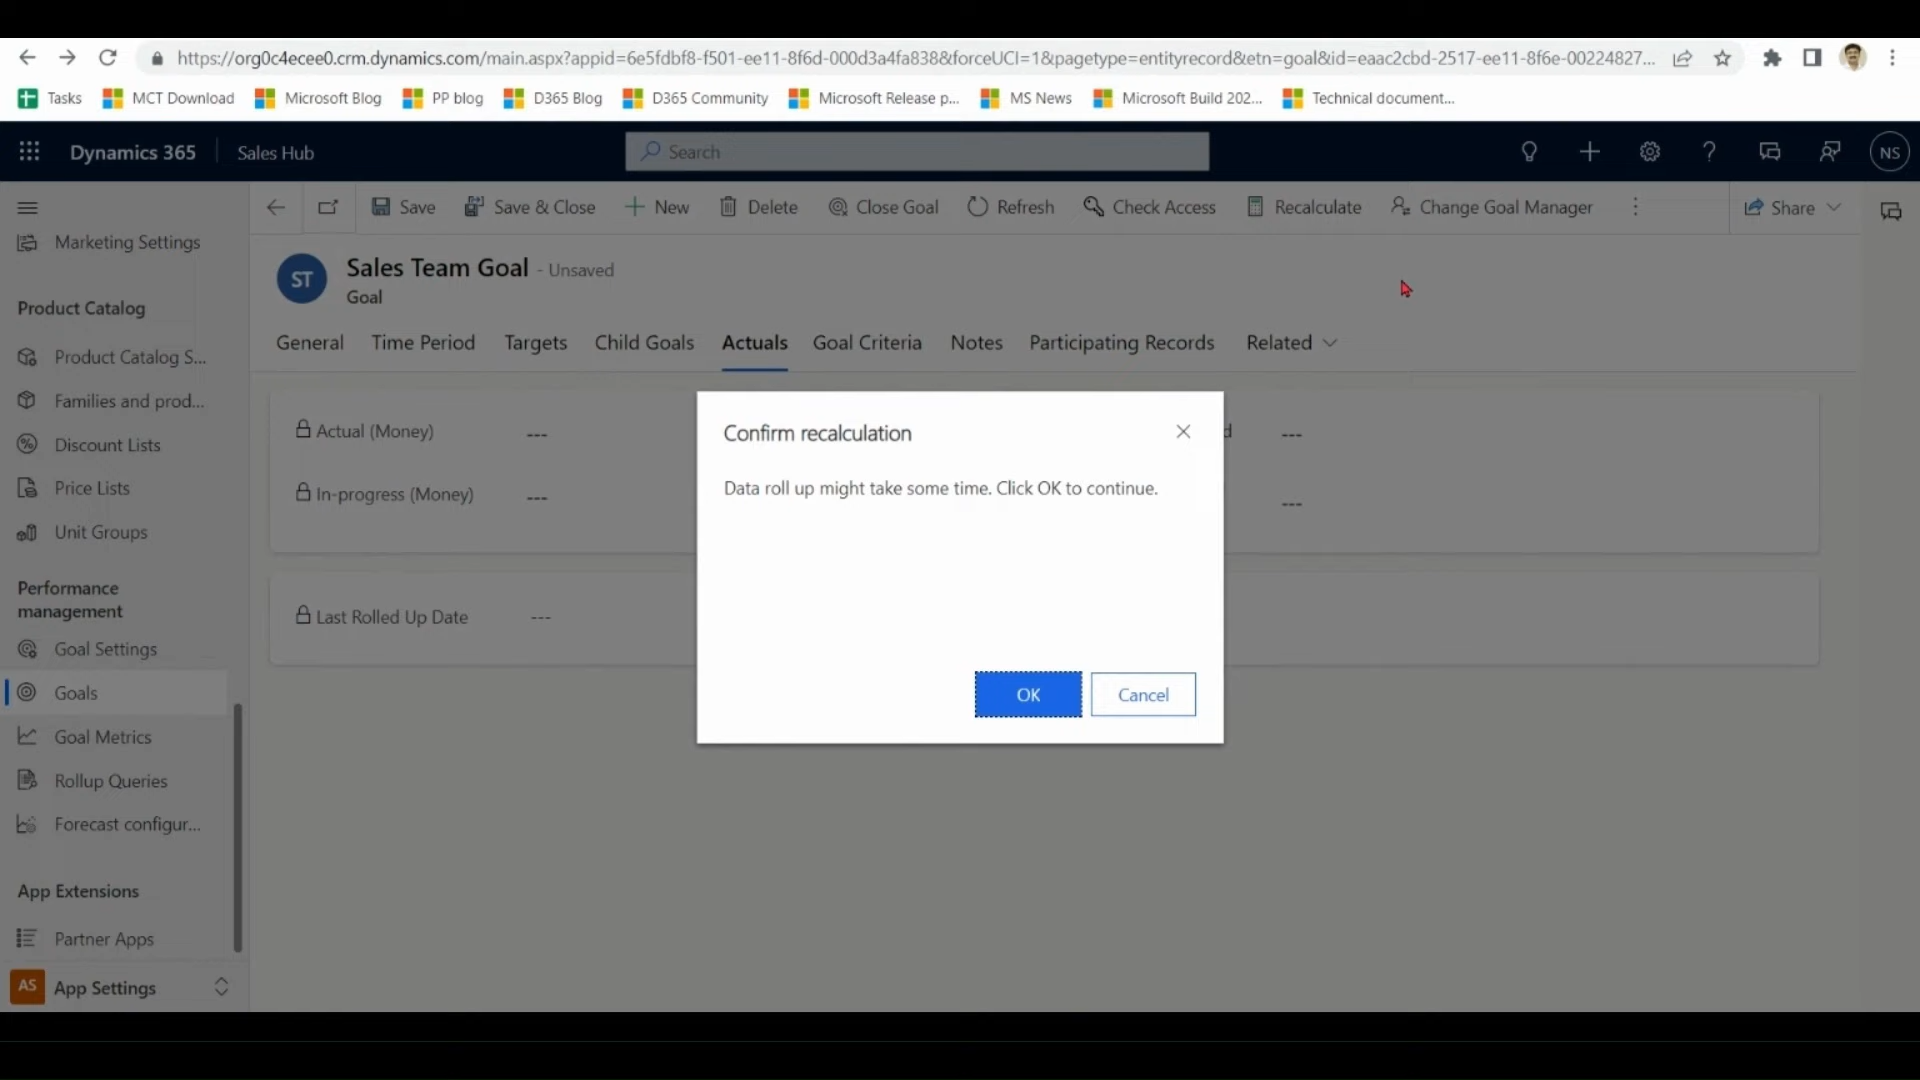 https://org0c4ecee0.crm.dynamics.com/main.aspx?appid=6e5fdbf8-f501-ee11-8f6d-000d3a4fa838&forceUCI=1&pagetype=entityrecord&etn=goal&id=eaac2cbd-2517-ee11-8f6e-00224827...
Tasks MCT Download Microsoft Blog PP blog D365 Blog D365 Community Microsoft Release p... MS News Microsoft Build 202... Technical document...
Dynamics 365 Sales Hub Search NS
Save Save & Close New Delete Close Goal Refresh Check Access Recalculate Change Goal Manager Share
Marketing Settings
Product Catalog
Product Catalog S...
Families and prod...
Discount Lists
Price Lists
Unit Groups
Performance
management
Goal Settings
Goals
Goal Metrics
Rollup Queries
Forecast configur...
App Extensions
Partner Apps
AS App Settings
ST Sales Team Goal - Unsaved
Goal
General Time Period Targets Child Goals Actuals Goal Criteria Notes Participating Records Related
Actual (Money) --- d ---
In-progress (Money) --- ---
Last Rolled Up Date ---
Confirm recalculation
Data roll up might take some time. Click OK to continue.
OK Cancel